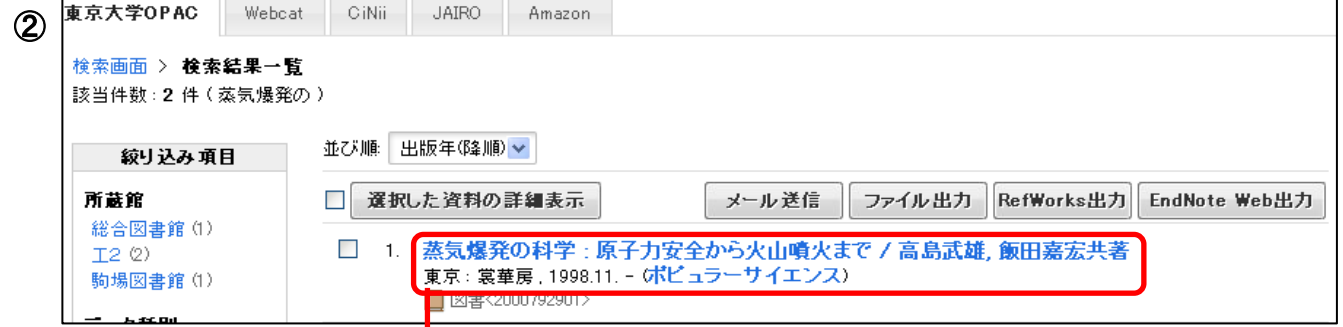 ②
東京大学OPAC Webcat CiNii JAIRO Amazon
検索画面 > 検索結果一覧
該当件数:2 件(蒸気爆発の)
絞り込み項目
並び順: 出版年(降順)
所蔵館
総合図書館 (1)
工2 (2)
駒場図書館 (1)
選択した資料の詳細表示 メール送信 ファイル出力 RefWorks出力 EndNote Web出力
1. 蒸気爆発の科学 : 原子力安全から火山噴火まで / 高島武雄, 飯田嘉宏共著
東京 : 裳華房 , 1998.11. - (ポピュラーサイエンス)
図書<2000792901>